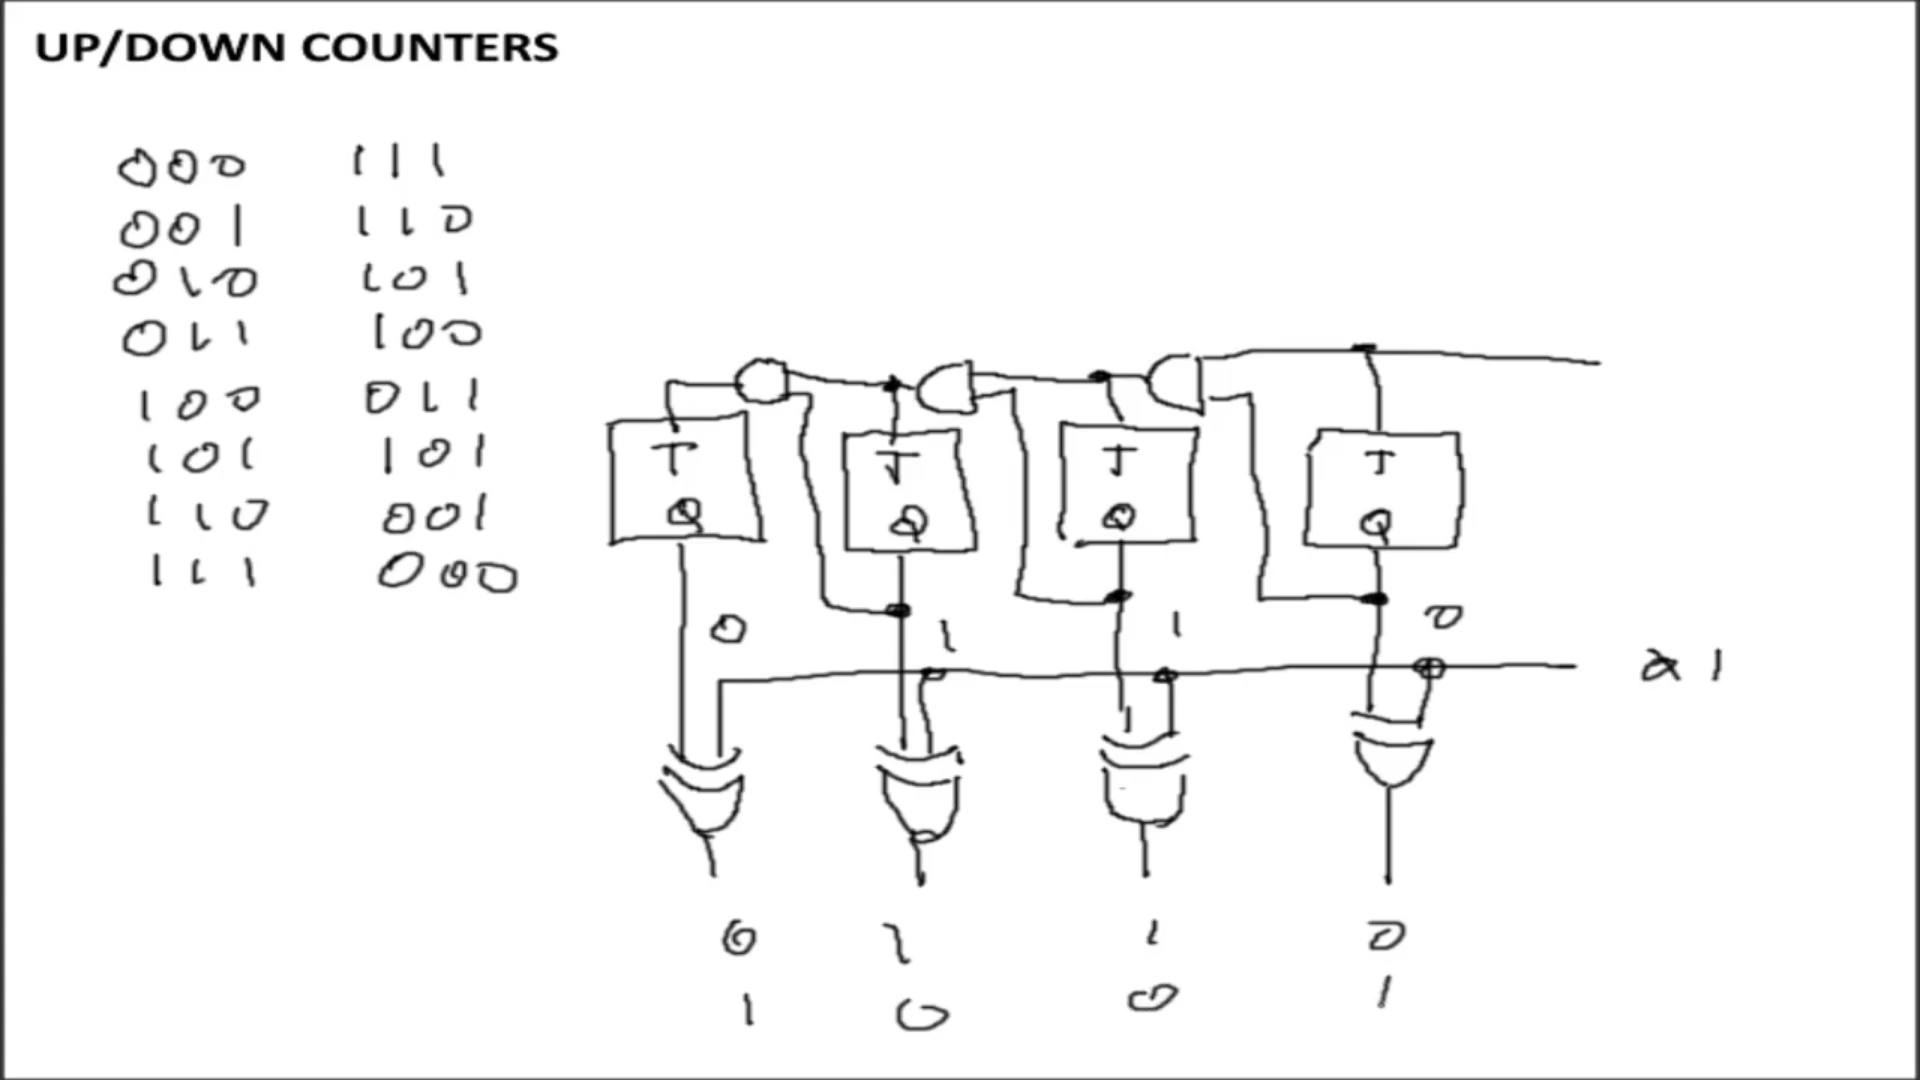 UP/DOWN COUNTERS
000 111
001 110
010 101
011 100
100 011
101 101
110 001
111 000
T T T T
Q Q Q Q
0 1 1 0
1
0 1 1 0
1 0 0 1